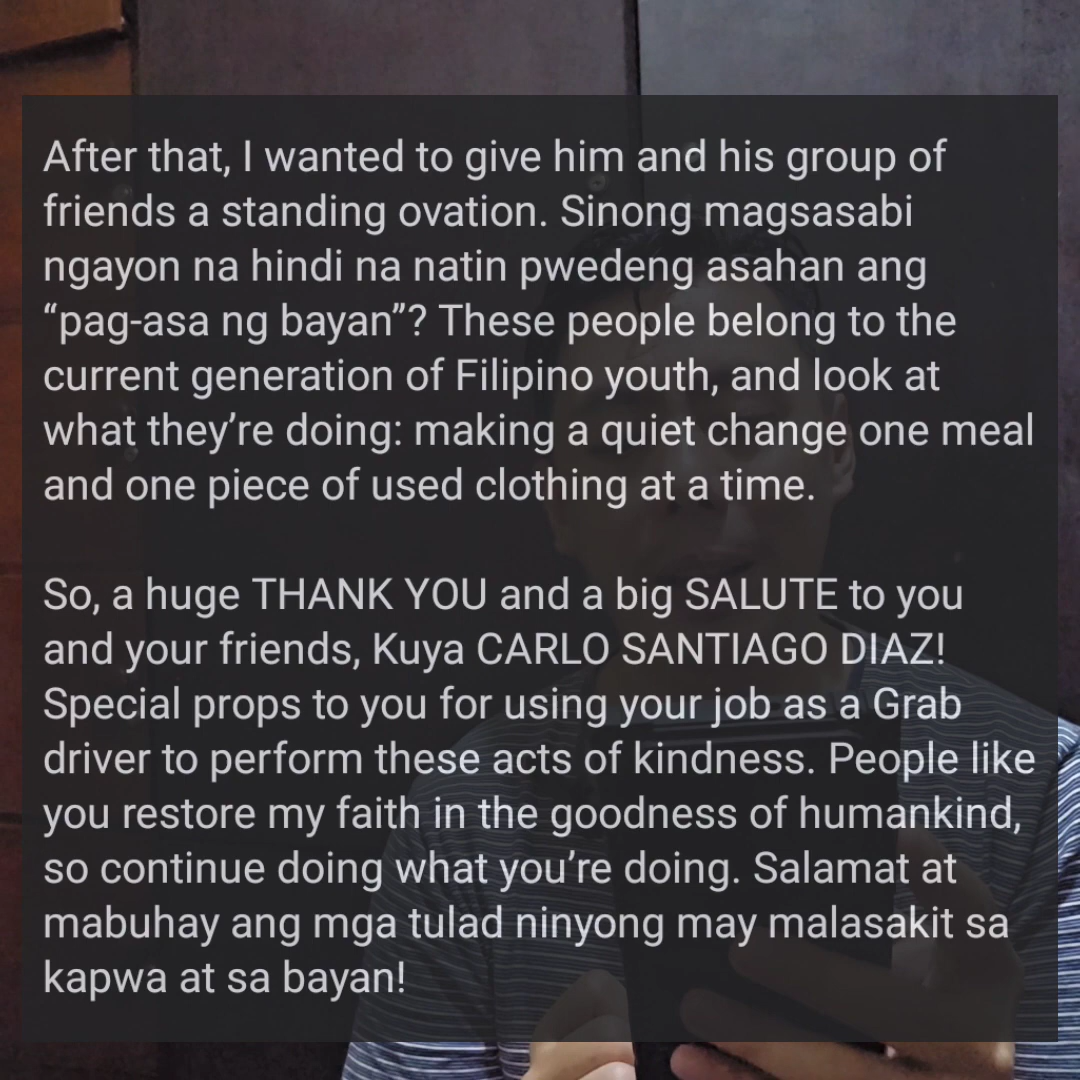 After that, I wanted to give him and his group of
friends a standing ovation. Sinong magsasabi
ngayon na hindi na natin pwedeng asahan ang
“pag-asa ng bayan”? These people belong to the
current generation of Filipino youth, and look at
what they’re doing: making a quiet change one meal
and one piece of used clothing at a time.
So, a huge THANK YOU and a big SALUTE to you
and your friends, Kuya CARLO SANTIAGO DIAZ!
Special props to you for using your job as a Grab
driver to perform these acts of kindness. People like
you restore my faith in the goodness of humankind,
so continue doing what you’re doing. Salamat at
mabuhay ang mga tulad ninyong may malasakit sa
kapwa at sa bayan!